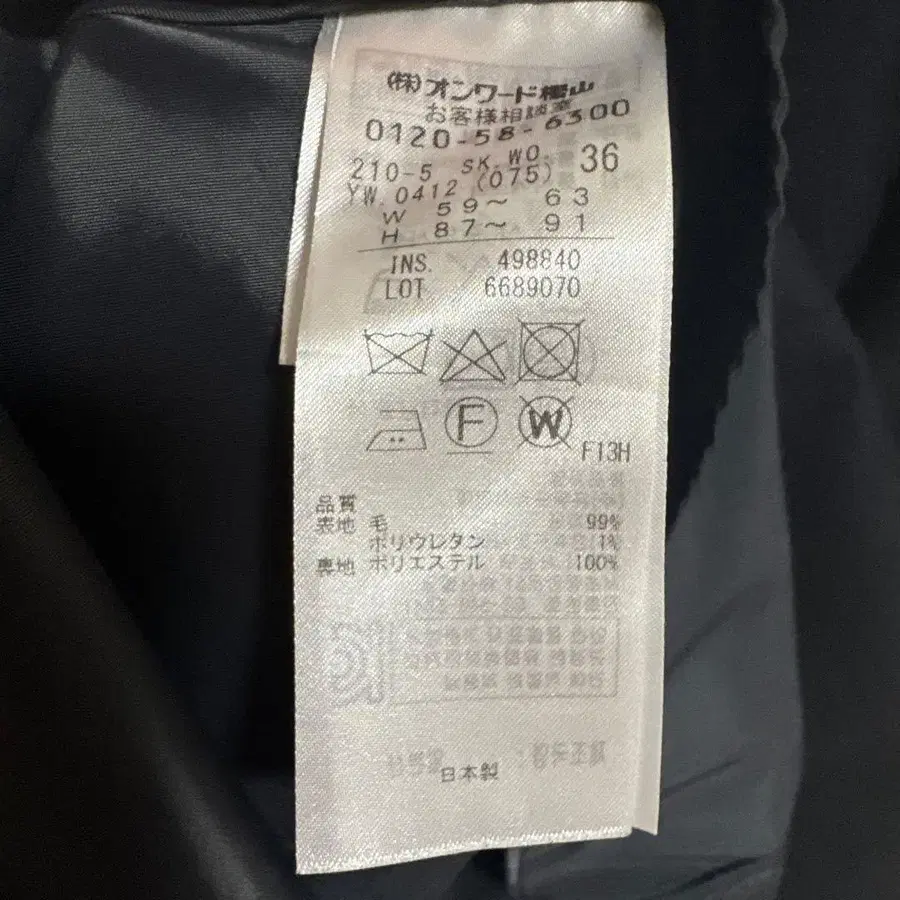 (株)オンワード樫山
お客様相談室
0120-58-6300
210-5 SK.WO. 36
YW.0412 (075)
W 59～ 63
H 87～ 91
INS. 498840
LOT 6689070
F
W
F13H
品質
表地 毛 99%
ポリウレタン 1%
裏地 ポリエステル 100%
日本製